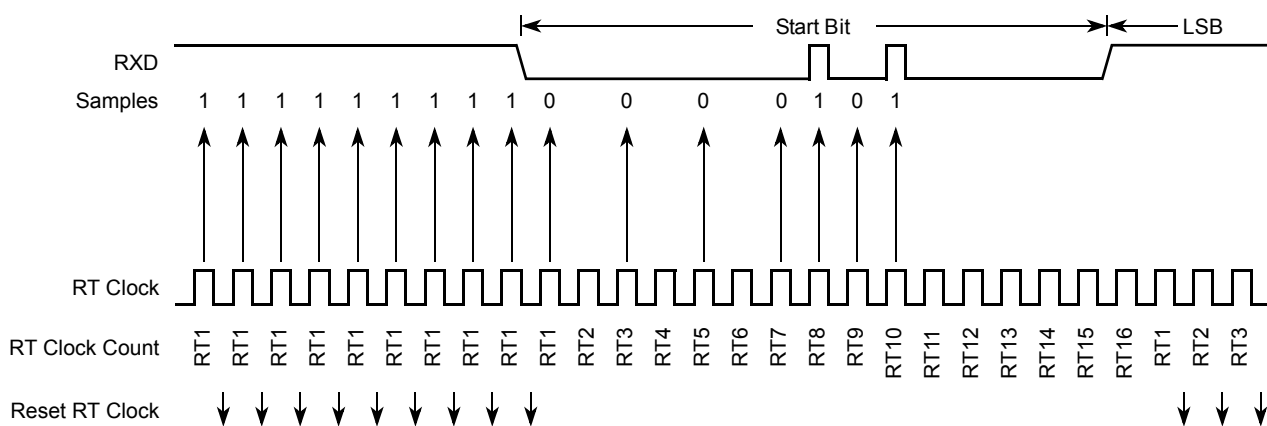 Start Bit LSB
RXD
Samples 1 1 1 1 1 1 1 1 1 0 0 0 0 1 0 1
RT Clock
RT Clock Count RT1 RT1 RT1 RT1 RT1 RT1 RT1 RT1 RT1 RT1 RT2 RT3 RT4 RT5 RT6 RT7 RT8 RT9 RT10 RT11 RT12 RT13 RT14 RT15 RT16 RT1 RT2 RT3
Reset RT Clock